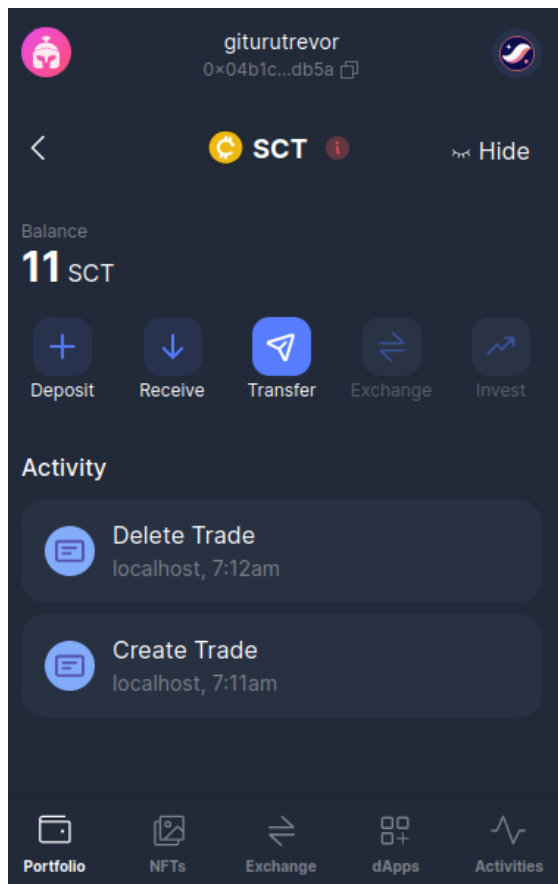 giturutrevor
0×04b1c...db5a
SCT
Hide
Balance
11 SCT
Deposit
Receive
Transfer
Exchange
Invest
Activity
Delete Trade
localhost, 7:12am
Create Trade
localhost, 7:11am
Portfolio
NFTs
Exchange
dApps
Activities